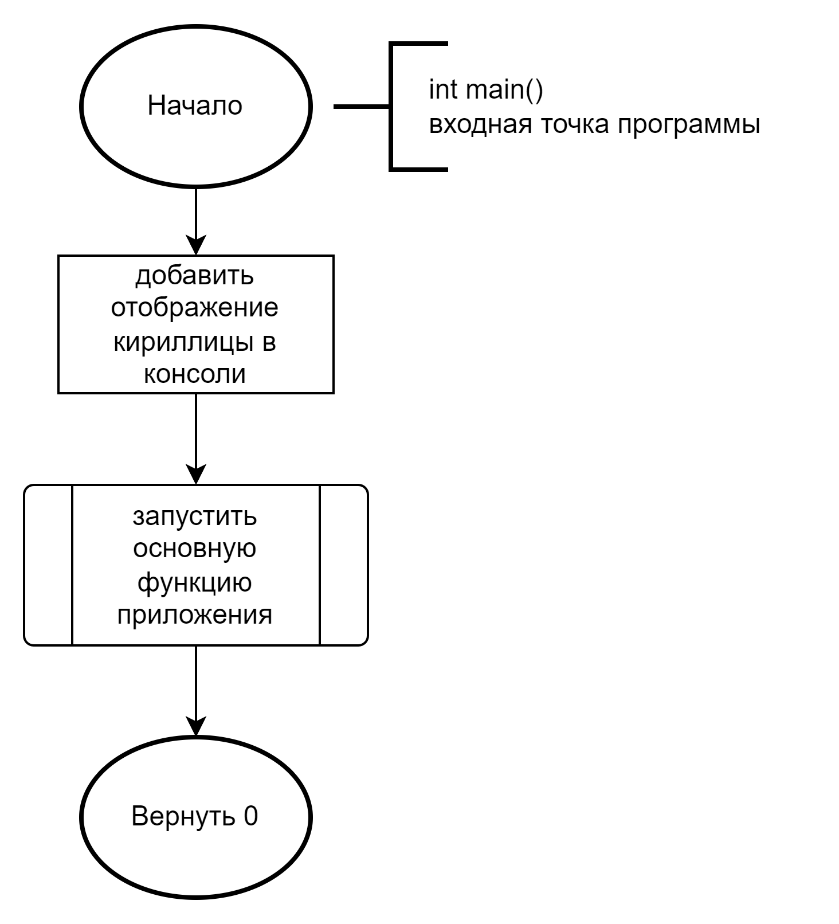 Начало
int main()
входная точка программы
добавить
отображение
кириллицы в
консоли
запустить
основную
функцию
приложения
Вернуть 0